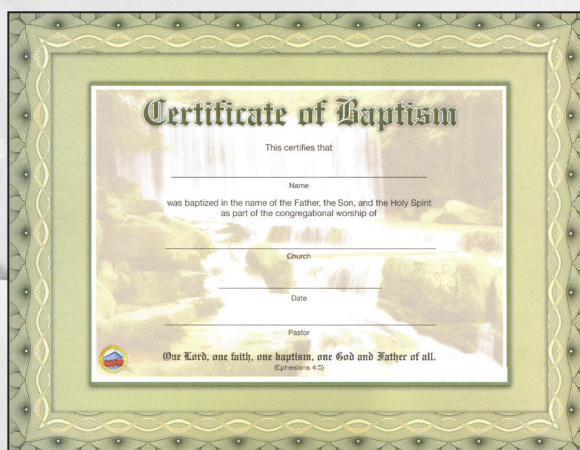 Certificate of Baptism
This certifies that
Name
was baptized in the name of the Father, the Son, and the Holy Spirit
as part of the congregational worship of
Church
Date
Pastor
One Lord, one faith, one baptism, one God and Father of all.
(Ephesians 4:5)